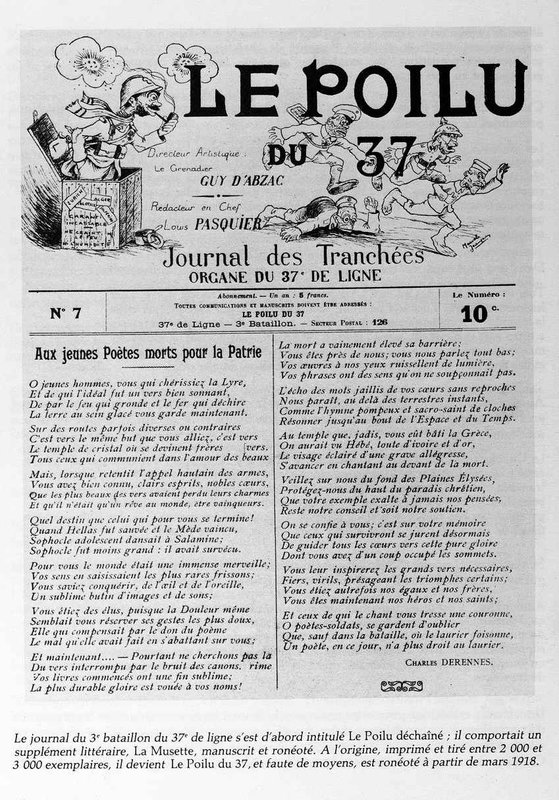 LE POILU
DU 37
Directeur Artistique :
Le Grenadier
GUY D'ABZAC
Rédacteur en Chef
Louis PASQUIER
Journal des Tranchées
ORGANE DU 37e DE LIGNE
N° 7
Abonnement. — Un an : 5 francs.
TOUTES COMMUNICATIONS ET MANUSCRITS DOIVENT ÊTRE ADRESSÉS :
LE POILU DU 37
37e de Ligne — 3e Bataillon. — SECTEUR POSTAL : 126
Le Numéro :
10 c.
Aux jeunes Poètes morts pour la Patrie
O jeunes hommes, vous qui chérissiez la Lyre,
Et de qui l'idéal fut un vers bien sonnant,
De par le feu qui gronde et le fer qui déchire
La terre au sein glacé vous garde maintenant.
Sur des routes parfois diverses ou contraires
C'est vers le même but que vous alliez, c'est vers
Le temple de cristal où se devinent frères (vers.
Tous ceux qui communient dans l'amour des beaux
Mais, lorsque retentit l'appel hautain des armes,
Vous avez bien connu, clairs esprits, nobles cœurs,
Que les plus beaux des vers avaient perdu leurs charmes
Et qu'il n'était qu'un rêve au monde, être vainqueurs.
Quel destin que celui qui pour vous se termine !
Quand Hellas fut sauvée et le Mède vaincu,
Sophocle adolescent dansait à Salamine;
Sophocle fut moins grand : il avait survécu.
Pour vous le monde était une immense merveille;
Vos sens en saisissaient les plus rares frissons;
Vous saviez conquérir, de l'œil et de l'oreille,
Un sublime butin d'images et de sons;
Vous étiez des élus, puisque la Douleur même
Semblait vous réserver ses gestes les plus doux,
Elle qui compensait par le don du poème
Le mal qu'elle avait fait en s'abattant sur vous;
Et maintenant.... — Pourtant ne cherchons pas là
Du vers interrompu par le bruit des canons. rime
Vos livres commencés ont une fin sublime;
La plus durable gloire est vouée à vos noms!
La mort a vainement élevé sa barrière;
Vous êtes près de nous; vous nous parlez tout bas;
Vos œuvres à nos yeux ruissellent de lumière,
Vos phrases ont des sens qu'on ne soupçonnait pas.
L'écho des mots jaillis de vos cœurs sans reproches
Nous paraît, au delà des terrestres instants,
Comme l'hymne pompeux et sacro-saint de cloches
Résonner jusqu'au bout de l'Espace et du Temps.
Au temple que, jadis, vous eût bâti la Grèce,
On aurait vu Hébé, toute d'ivoire et d'or,
Le visage éclairé d'une grave allégresse,
S'avancer en chantant au devant de la mort.
Veillez sur nous du fond des Plaines Elysées,
Protégez-nous du haut du paradis chrétien,
Que votre exemple exalte à jamais nos pensées,
Reste notre conseil et soit notre soutien.
On se confie à vous; c'est sur votre mémoire
Que ceux qui survivront se jurent désormais
De guider tous les cœurs vers cette pure gloire
Dont vous avez d'un coup occupé les sommets.
Vous leur inspirerez les grands vers nécessaires,
Fiers, virils, présageant les triomphes certains;
Vous étiez autrefois nos égaux et nos frères,
Vous êtes maintenant nos héros et nos saints;
Et ceux de qui le chant vous tresse une couronne,
O poètes-soldats, se gardent d'oublier
Que, sauf dans la bataille, où le laurier foisonne,
Un poète, en ce jour, n'a plus droit au laurier.
CHARLES DERENNES.
Le journal du 3e bataillon du 37e de ligne s'est d'abord intitulé Le Poilu déchaîné ; il comportait un
supplément littéraire, La Musette, manuscrit et ronéoté. A l'origine, imprimé et tiré entre 2 000 et
3 000 exemplaires, il devient Le Poilu du 37, et faute de moyens, est ronéoté à partir de mars 1918.